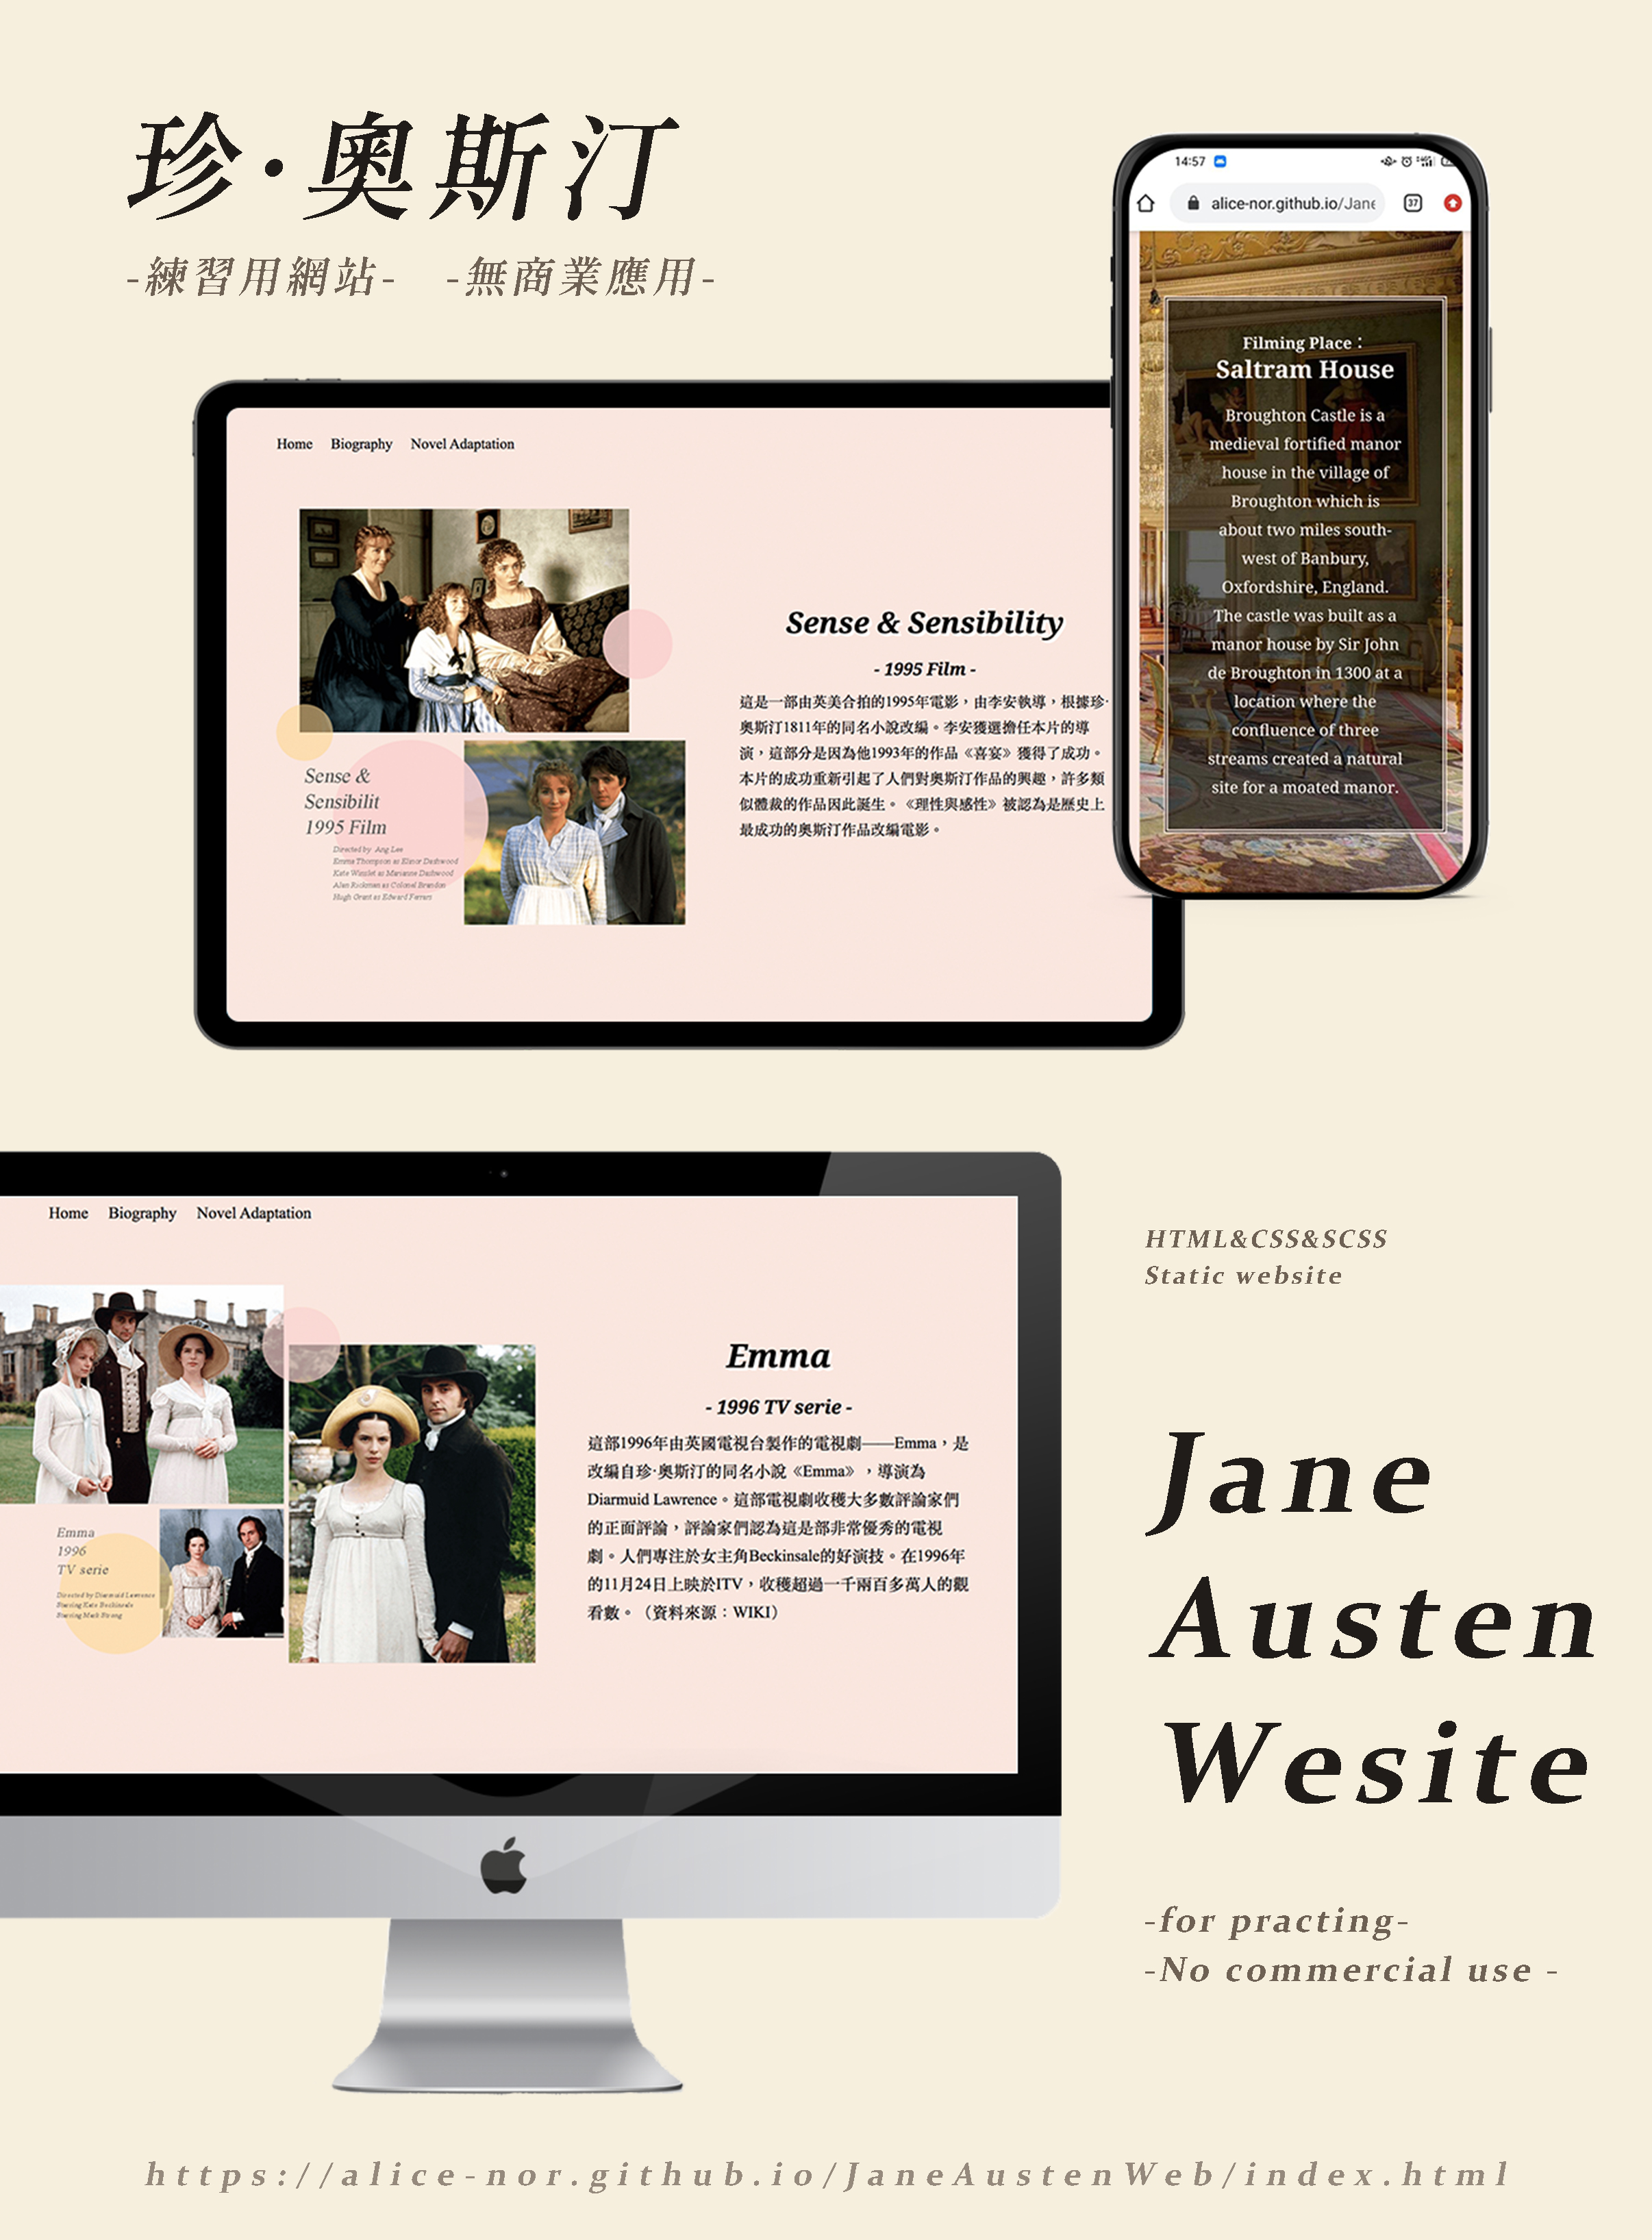 珍·奧斯汀
-練習用網站- -無商業應用-
14:57
alice-nor.github.io/Jane
37
Filming Place：
Saltram House
Broughton Castle is a
medieval fortified manor
house in the village of
Broughton which is
about two miles south-
west of Banbury,
Oxfordshire, England.
The castle was built as a
manor house by Sir John
de Broughton in 1300 at a
location where the
confluence of three
streams created a natural
site for a moated manor.
Home Biography Novel Adaptation
Sense &
Sensibilit
1995 Film
Directed by Ang Lee
Emma Thompson as Elinor Dashwood
Kate Winslet as Marianne Dashwood
Alan Rickman as Colonel Brandon
Hugh Grant as Edward Ferrars
Sense & Sensibility
- 1995 Film -
這是一部由英美合拍的1995年電影，由李安執導，根據珍·
奧斯汀1811年的同名小說改編。李安獲選擔任本片的導
演，這部分是因為他1993年的作品《喜宴》獲得了成功。
本片的成功重新引起了人們對奧斯汀作品的興趣，許多類
似體裁的作品因此誕生。《理性與感性》被認為是歷史上
最成功的奧斯汀作品改編電影。
Home Biography Novel Adaptation
Emma
1996
TV serie
Directed by Diarmuid Lawrence
Starring Kate Beckinsale
Starring Mark Strong
Emma
- 1996 TV serie -
這部1996年由英國電視台製作的電視劇——Emma，是
改編自珍·奧斯汀的同名小說《Emma》，導演為
Diarmuid Lawrence。這部電視劇收穫大多數評論家們
的正面評論，評論家們認為這是部非常優秀的電視
劇。人們專注於女主角Beckinsale的好演技。在1996年
的11月24日上映於ITV，收穫超過一千兩百多萬人的觀
看數。（資料來源：WIKI）
HTML&CSS&SCSS
Static website
Jane
Austen
Wesite
-for practing-
-No commercial use -
https://alice-nor.github.io/JaneAustenWeb/index.html